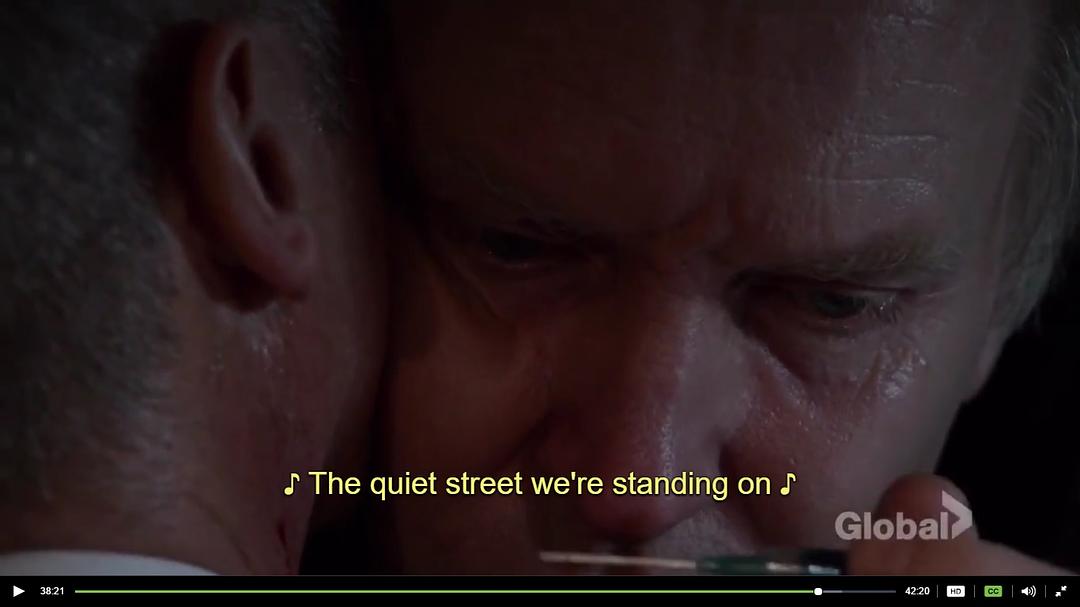 ♪ The quiet street we're standing on ♪
Global
38:21
42:20
HD
CC